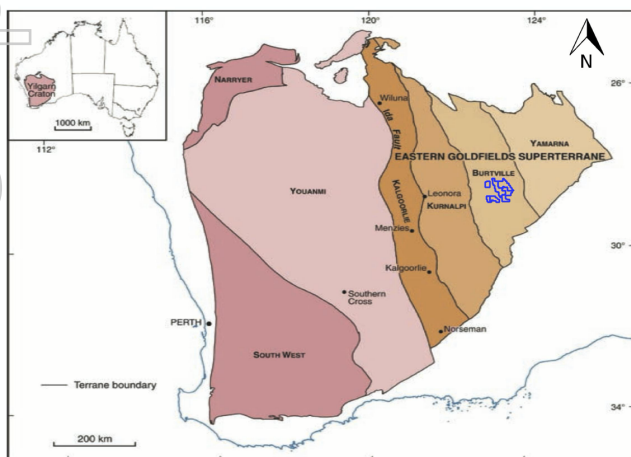 116°
120°
124°
N
Yilgarn
Craton
1000 km
NARRYER
26°
Wiluna
112°
Ida Fault
YAMARNA
EASTERN GOLDFIELDS SUPERTERRANE
BURTVILLE
YOUANMI
KALGOORLIE
Leonora
KURNALPI
Menzies
30°
Kalgoorlie
Southern
Cross
PERTH
Norseman
SOUTH WEST
Terrane boundary
34°
200 km